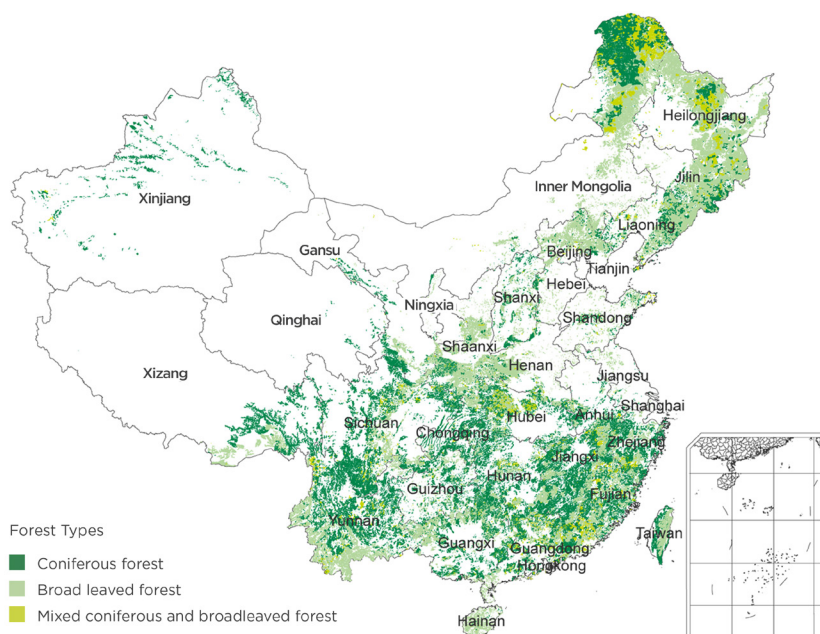 Heilongjiang
Jilin
Inner Mongolia
Xinjiang
Liaoning
Gansu
Beijing
Tianjin
Hebei
Ningxia
Shanxi
Qinghai
Shandong
Shaanxi
Henan
Xizang
Jiangsu
Shanghai
Sichuan
Hubei
Anhui
Chongqing
Zhejiang
Jiangxi
Hunan
Guizhou
Fujian
Yunnan
Forest Types
Taiwan
Guangxi
Guangdong
Hongkong
Coniferous forest
Broad leaved forest
Mixed coniferous and broadleaved forest
Hainan